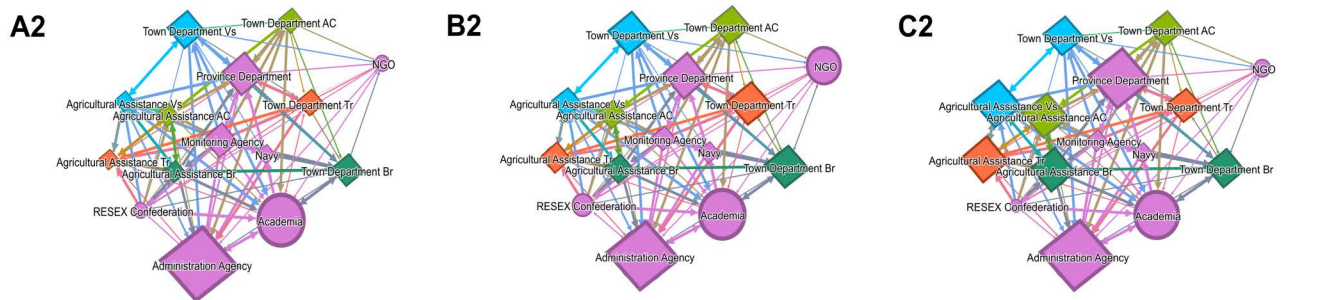 A2
Town Department AC
Town Department Vs
NGO
Province Department
Agricultural Assistance Vs
Town Department Tr
Agricultural Assistance AC
Monitoring Agency
Navy
Agricultural Assistance Tr
Agricultural Assistance Br
Town Department Br
RESEX Confederation
Academia
Administration Agency
B2
Town Department AC
Town Department Vs
NGO
Province Department
Agricultural Assistance Vs
Town Department Tr
Agricultural Assistance AC
Monitoring Agency
Navy
Agricultural Assistance Tr
Agricultural Assistance Br
Town Department Br
RESEX Confederation
Academia
Administration Agency
C2
Town Department AC
Town Department Vs
NGO
Province Department
Agricultural Assistance Vs
Town Department Tr
Agricultural Assistance AC
Monitoring Agency
Navy
Agricultural Assistance Tr
Agricultural Assistance Br
Town Department Br
RESEX Confederation
Academia
Administration Agency